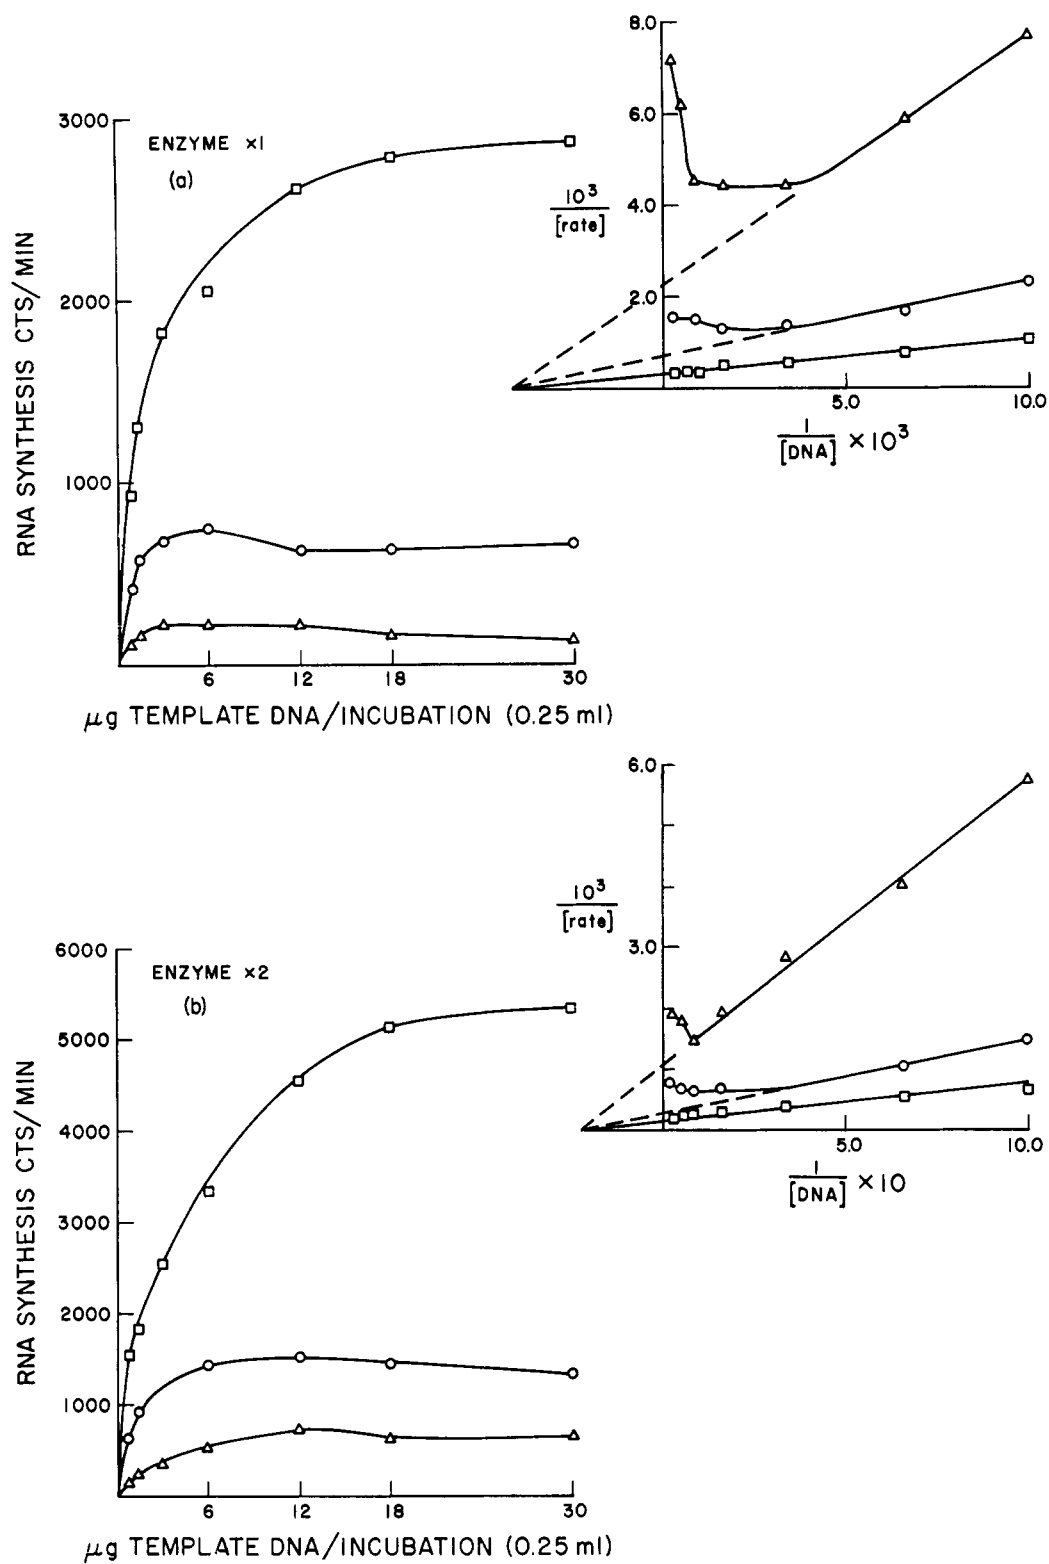 3000
ENZYME ×1
(a)
2000
1000
RNA SYNTHESIS CTS/MIN
6 12 18 30
μg TEMPLATE DNA/INCUBATION (0.25 ml)
8.0
6.0
4.0
2.0
10³
[rate]
5.0 10.0
1
[DNA] ×10³
6000
ENZYME ×2
(b)
5000
4000
3000
2000
1000
RNA SYNTHESIS CTS/MIN
6 12 18 30
μg TEMPLATE DNA/INCUBATION (0.25 ml)
6.0
3.0
10³
[rate]
5.0 10.0
1
[DNA] ×10